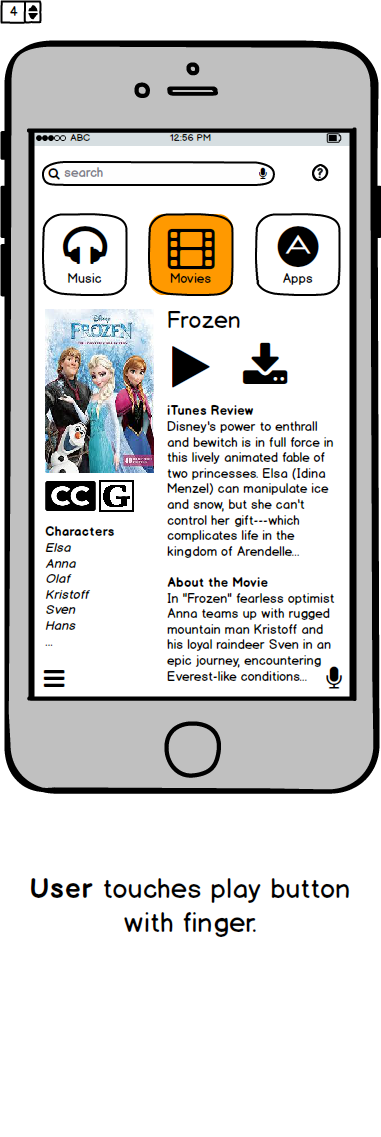 4
ABC
12:56 PM
search
?
Music
Movies
Apps
Disney
FROZEN
Frozen
iTunes Review
Disney's power to enthrall
and bewitch is in full force in
this lively animated fable of
two princesses. Elsa (Idina
Menzel) can manipulate ice
and snow, but she can't
control her gift---which
complicates life in the
kingdom of Arendelle...
CC G
Characters
Elsa
Anna
Olaf
Kristoff
Sven
Hans
...
About the Movie
In "Frozen" fearless optimist
Anna teams up with rugged
mountain man Kristoff and
his loyal raindeer Sven in an
epic journey, encountering
Everest-like conditions...
User touches play button
with finger.